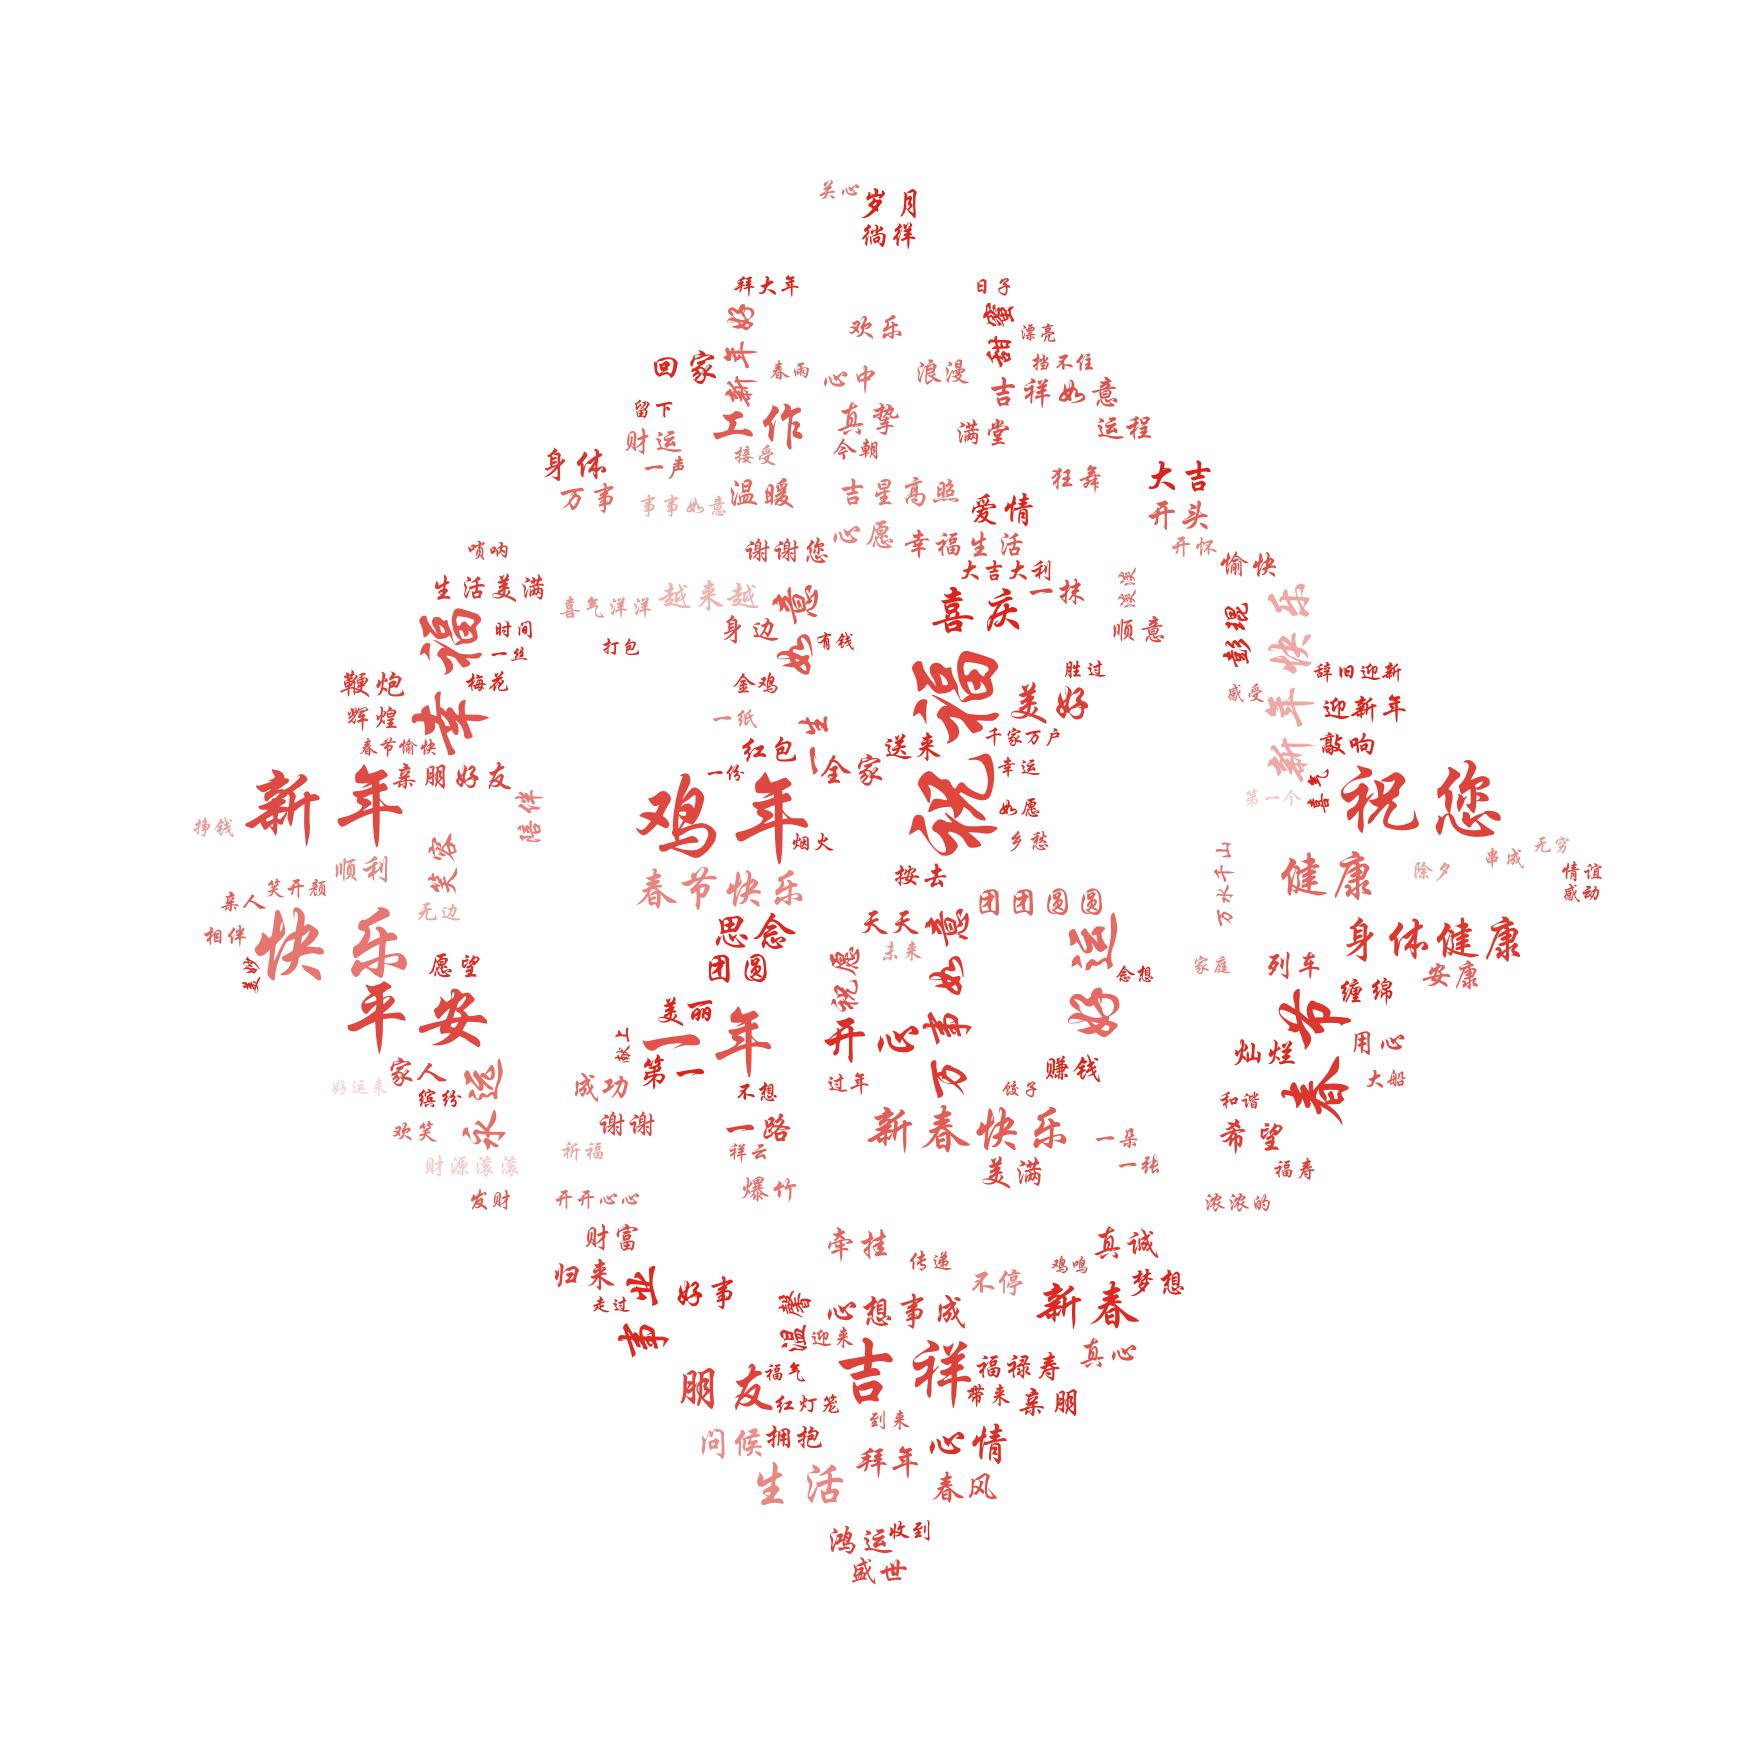 关心
岁月
徜徉
拜大年
日子
新年好
欢乐
甜蜜
漂亮
回家
春雨
心中
浪漫
挡不住
吉祥如意
留下
工作
真挚
满堂
运程
财运
接受
今朝
身体
一声
狂舞
大吉
万事
事事如意
温暖
吉星高照
爱情
开头
唢呐
谢谢您
心愿
幸福生活
开怀
愉快
大吉大利
生活美满
喜气洋洋
越来越
如意
喜庆
一抹
淡淡
新年快乐
幸福
时间
一丝
打包
身边
有钱
顺意
彭琨
鞭炮
梅花
金鸡
祝福
美好
胜过
感受
辞旧迎新
辉煌
一纸
一生
千家万户
迎新年
春节愉快
红包
送来
敲响
新年
亲朋好友
一份
全家
幸运
喜气
祝您
陪伴
鸡年
如愿
第一个
挣钱
烟火
乡愁
笑容
顺利
春节快乐
按去
万水千山
健康
除夕
串成
无穷
亲人
笑开颜
团团圆圆
情谊
感动
无边
快乐
相伴
思念
天天
万事如意
好运
身体健康
美妙
愿望
团圆
祝愿
未来
念想
家庭
列车
安康
平安
美丽
春节
缠绵
献上
一年
开心
灿烂
用心
家人
永远
第一
赚钱
好运来
缤纷
成功
不想
过年
饺子
和谐
大船
欢笑
谢谢
一路
新春快乐
一朵
希望
财源滚滚
祈福
祥云
美满
一张
福寿
发财
开开心心
爆竹
浓浓的
财富
牵挂
传递
真诚
归来
事业
好事
鸡鸣
梦想
走过
温馨
心想事成
不停
新春
迎来
真心
朋友
福气
吉祥
福禄寿
红灯笼
带来
亲朋
到来
问候
拥抱
心情
拜年
生活
春风
鸿运
收到
盛世